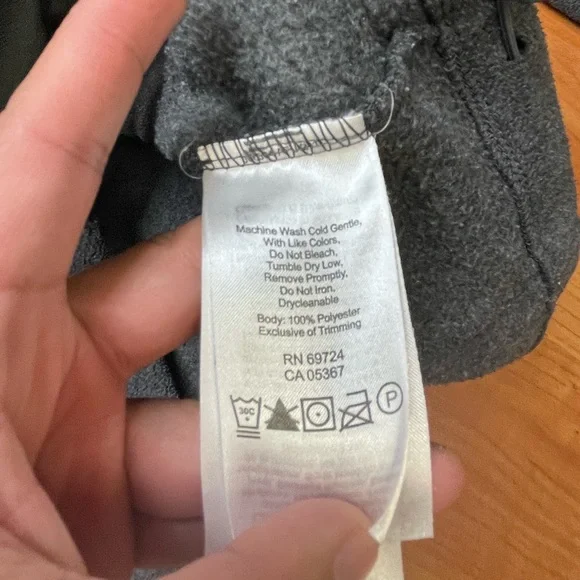 Machine Wash Cold Gentle,
With Like Colors,
Do Not Bleach,
Tumble Dry Low,
Remove Promptly.
Do Not Iron.
Drycleanable
Body: 100% Polyester
Exclusive of Trimming
RN 69724
CA 05367
30C P